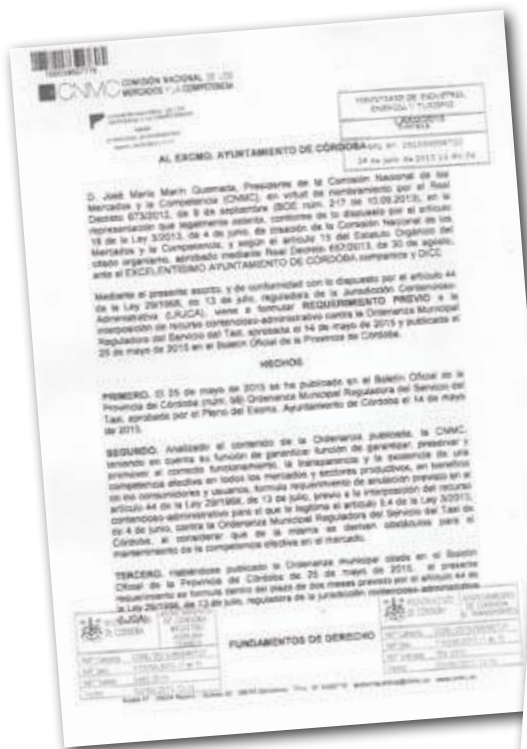 CNMC COMISIÓN NACIONAL DE LOS
MERCADOS Y LA COMPETENCIA
MINISTERIO DE INDUSTRIA,
ENERGÍA Y TURISMO
AL EXCMO. AYUNTAMIENTO DE CÓRDOBA
D. José María Marín Quemada, Presidente de la Comisión Nacional de los
Mercados y la Competencia (CNMC), en virtud de nombramiento por el Real
Decreto 673/2013, de 9 de septiembre (BOE núm. 217 de 10.09.2013), en la
representación que legalmente ostenta, conforme de lo dispuesto por el artículo
19 de la Ley 3/2013, de 4 de junio, de creación de la Comisión Nacional de los
Mercados y la Competencia, y según el artículo 15 del Estatuto Orgánico del
citado organismo, aprobado mediante Real Decreto 657/2013, de 30 de agosto,
ante el EXCELENTÍSIMO AYUNTAMIENTO DE CÓRDOBA comparece y DICE
Mediante el presente escrito, y de conformidad con lo dispuesto por el artículo 44
de la Ley 29/1998, de 13 de julio, reguladora de la Jurisdicción Contencioso-
Administrativa (LRJCA), viene a formular REQUERIMIENTO PREVIO a la
interposición de recurso contencioso-administrativo contra la Ordenanza Municipal
Reguladora del Servicio del Taxi, aprobada el 14 de mayo de 2015 y publicada el
25 de mayo de 2015 en el Boletín Oficial de la Provincia de Córdoba.
HECHOS
PRIMERO. El 25 de mayo de 2015 se ha publicado en el Boletín Oficial de la
Provincia de Córdoba (núm. 98) Ordenanza Municipal Reguladora del Servicio del
Taxi, aprobada por el Pleno del Excmo. Ayuntamiento de Córdoba el 14 de mayo
de 2015.
SEGUNDO. Analizado el contenido de la Ordenanza publicada, la CNMC,
teniendo en cuenta su función de garantizar función de garantizar, preservar y
promover el correcto funcionamiento, la transparencia y la existencia de una
competencia efectiva en todos los mercados y sectores productivos, en beneficio
de los consumidores y usuarios, formula requerimiento de anulación previsto en el
artículo 44 de la Ley 29/1998, de 13 de julio, previo a la interposición del recurso
contencioso-administrativo para el que le legitima el artículo 5.4 de la Ley 3/2013,
de 4 de junio, contra la Ordenanza Municipal Reguladora del Servicio del Taxi de
Córdoba, al considerar que de la misma se derivan obstáculos para el
mantenimiento de la competencia efectiva en el mercado.
TERCERO. Habiéndose publicado la Ordenanza municipal citada en el Boletín
Oficial de la Provincia de Córdoba de 25 de mayo de 2015, el presente
requerimiento se formula dentro del plazo de dos meses previsto por el artículo 44 de
la Ley 29/1998, de 13 de julio, reguladora de la jurisdicción contencioso-administrativa
(LRJCA).
FUNDAMENTOS DE DERECHO